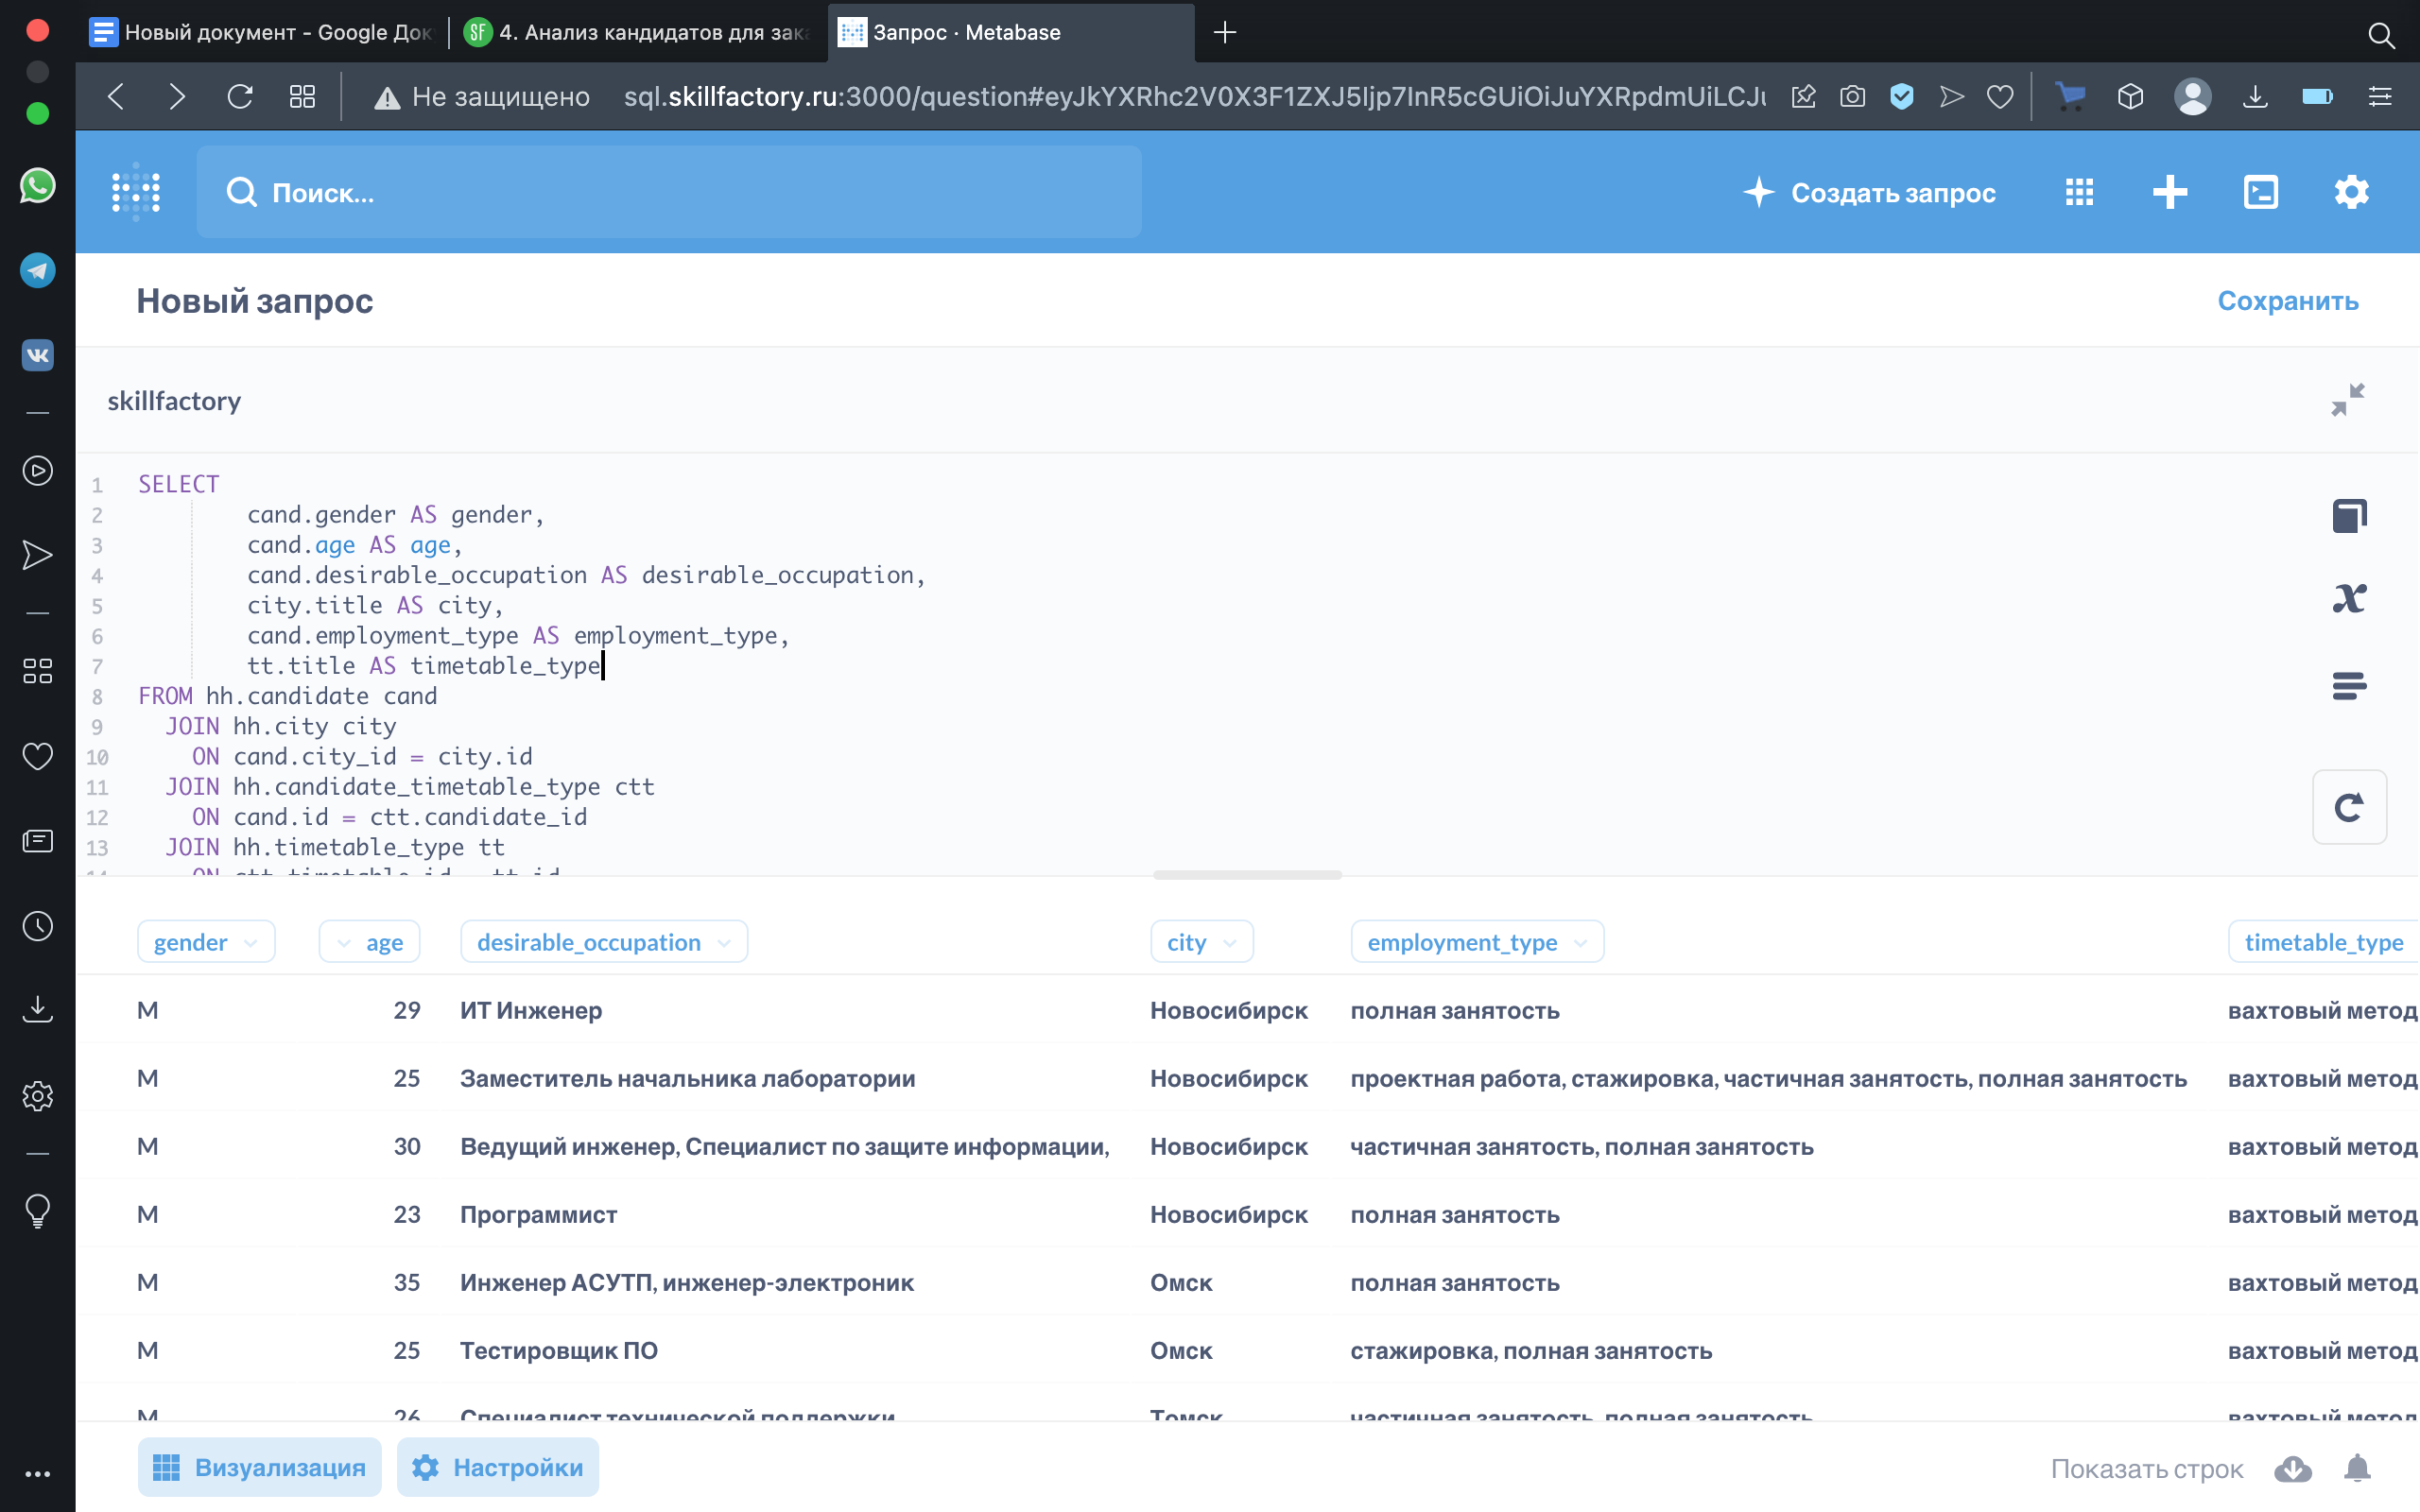 Новый документ - Google Док
SF 4. Анализ кандидатов для зака
Запрос · Metabase
Не защищено sql.skillfactory.ru:3000/question#eyJkYXRhc2V0X3F1ZXJ5Ijp7InR5cGUiOiJuYXRpdmUiLCJ
Поиск...
Создать запрос
Новый запрос
Сохранить
skillfactory
1 SELECT
2 cand.gender AS gender,
3 cand.age AS age,
4 cand.desirable_occupation AS desirable_occupation,
5 city.title AS city,
6 cand.employment_type AS employment_type,
7 tt.title AS timetable_type
8 FROM hh.candidate cand
9 JOIN hh.city city
10 ON cand.city_id = city.id
11 JOIN hh.candidate_timetable_type ctt
12 ON cand.id = ctt.candidate_id
13 JOIN hh.timetable_type tt
14 ON ctt.timetable_id = tt.id
gender age desirable_occupation city employment_type timetable_type
M 29 ИТ Инженер Новосибирск полная занятость вахтовый метод
M 25 Заместитель начальника лаборатории Новосибирск проектная работа, стажировка, частичная занятость, полная занятость вахтовый метод
M 30 Ведущий инженер, Специалист по защите информации, Новосибирск частичная занятость, полная занятость вахтовый метод
M 23 Программист Новосибирск полная занятость вахтовый метод
M 35 Инженер АСУТП, инженер-электроник Омск полная занятость вахтовый метод
M 25 Тестировщик ПО Омск стажировка, полная занятость вахтовый метод
M 26 Специалист технической поддержки Томск частичная занятость, полная занятость вахтовый метод
Визуализация
Настройки
Показать строк